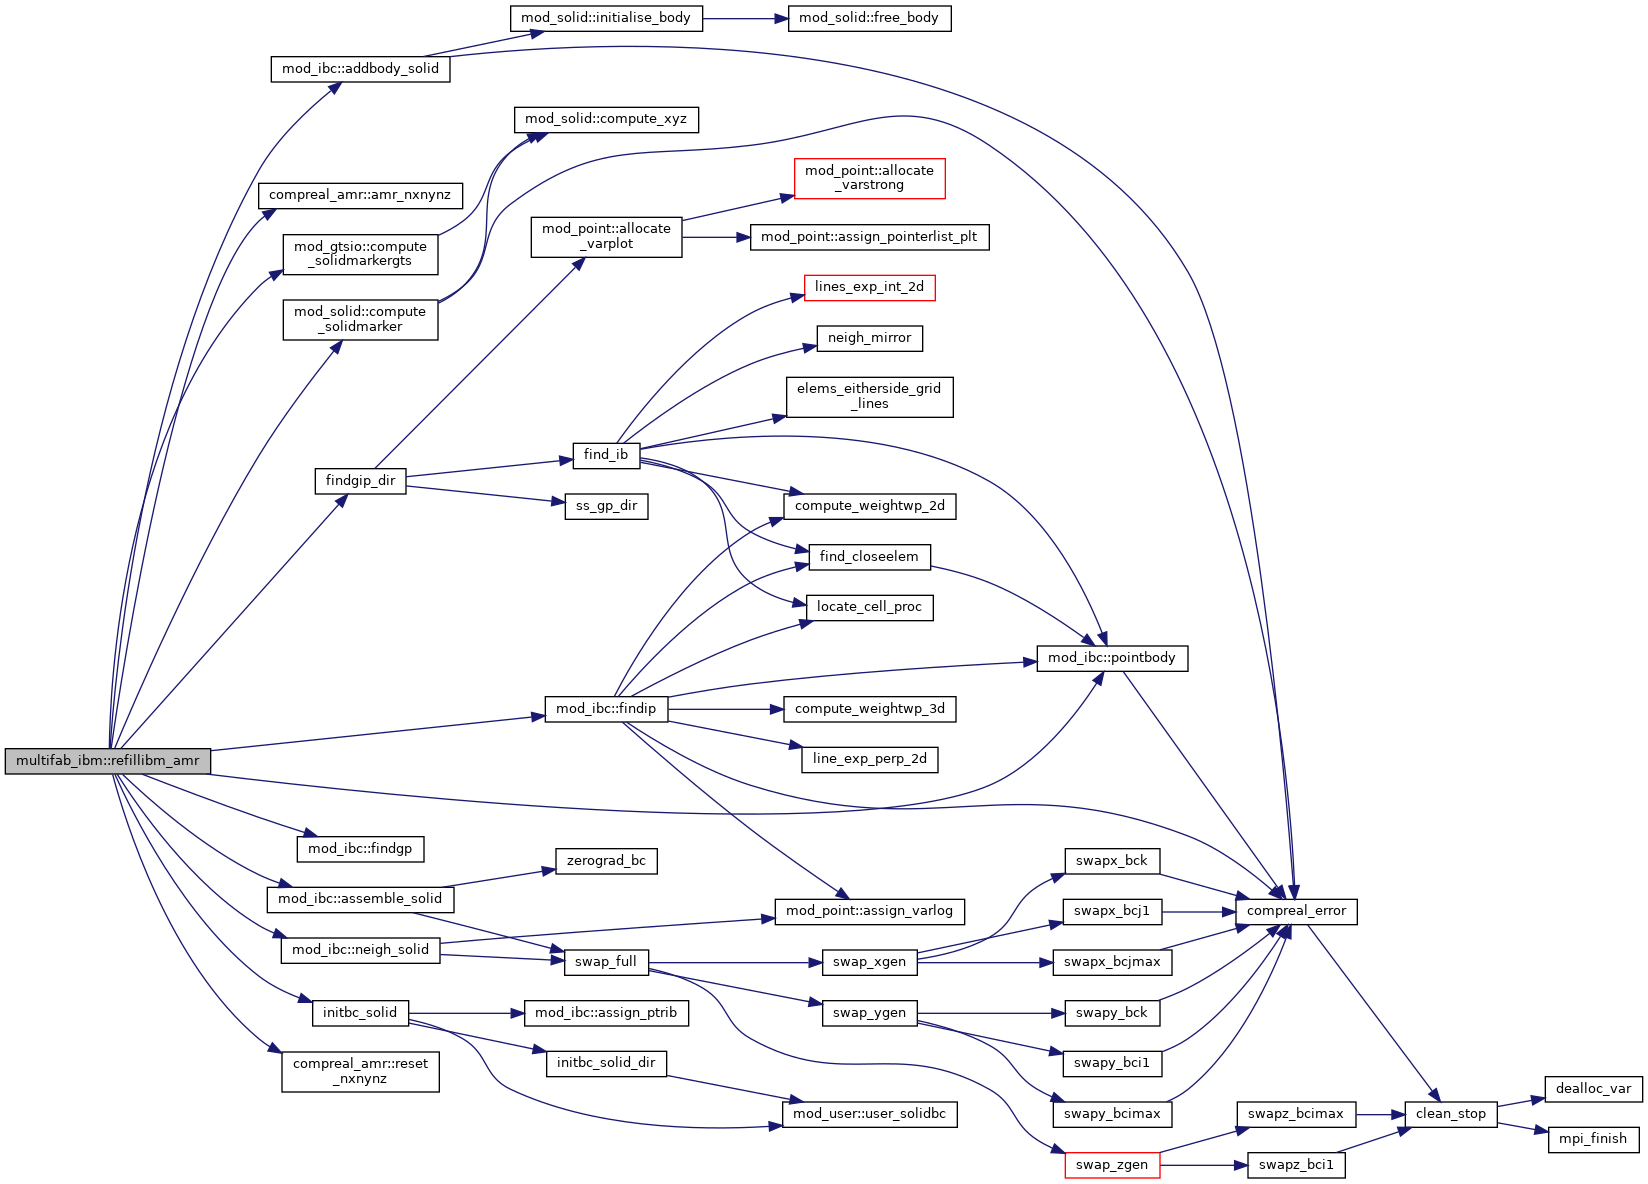 mod_solid::initialise_body
mod_solid::free_body
mod_ibc::addbody_solid
mod_solid::compute_xyz
mod_point::allocate
_varstrong
compreal_amr::amr_nxnynz
mod_gtsio::compute
_solidmarkergts
mod_point::allocate
_varplot
mod_point::assign_pointerlist_plt
mod_solid::compute
_solidmarker
lines_exp_int_2d
neigh_mirror
elems_eitherside_grid
_lines
find_ib
findgip_dir
ss_gp_dir
compute_weightwp_2d
find_closeelem
locate_cell_proc
mod_ibc::pointbody
mod_ibc::findip
compute_weightwp_3d
line_exp_perp_2d
multifab_ibm::refillibm_amr
mod_ibc::findgp
zerograd_bc
swapx_bck
mod_ibc::assemble_solid
mod_point::assign_varlog
swapx_bcj1
compreal_error
mod_ibc::neigh_solid
swap_full
swap_xgen
swapx_bcjmax
initbc_solid
mod_ibc::assign_ptrib
swap_ygen
swapy_bck
compreal_amr::reset
_nxnynz
initbc_solid_dir
swapy_bci1
dealloc_var
mod_user::user_solidbc
swapy_bcimax
swapz_bcimax
clean_stop
mpi_finish
swap_zgen
swapz_bci1